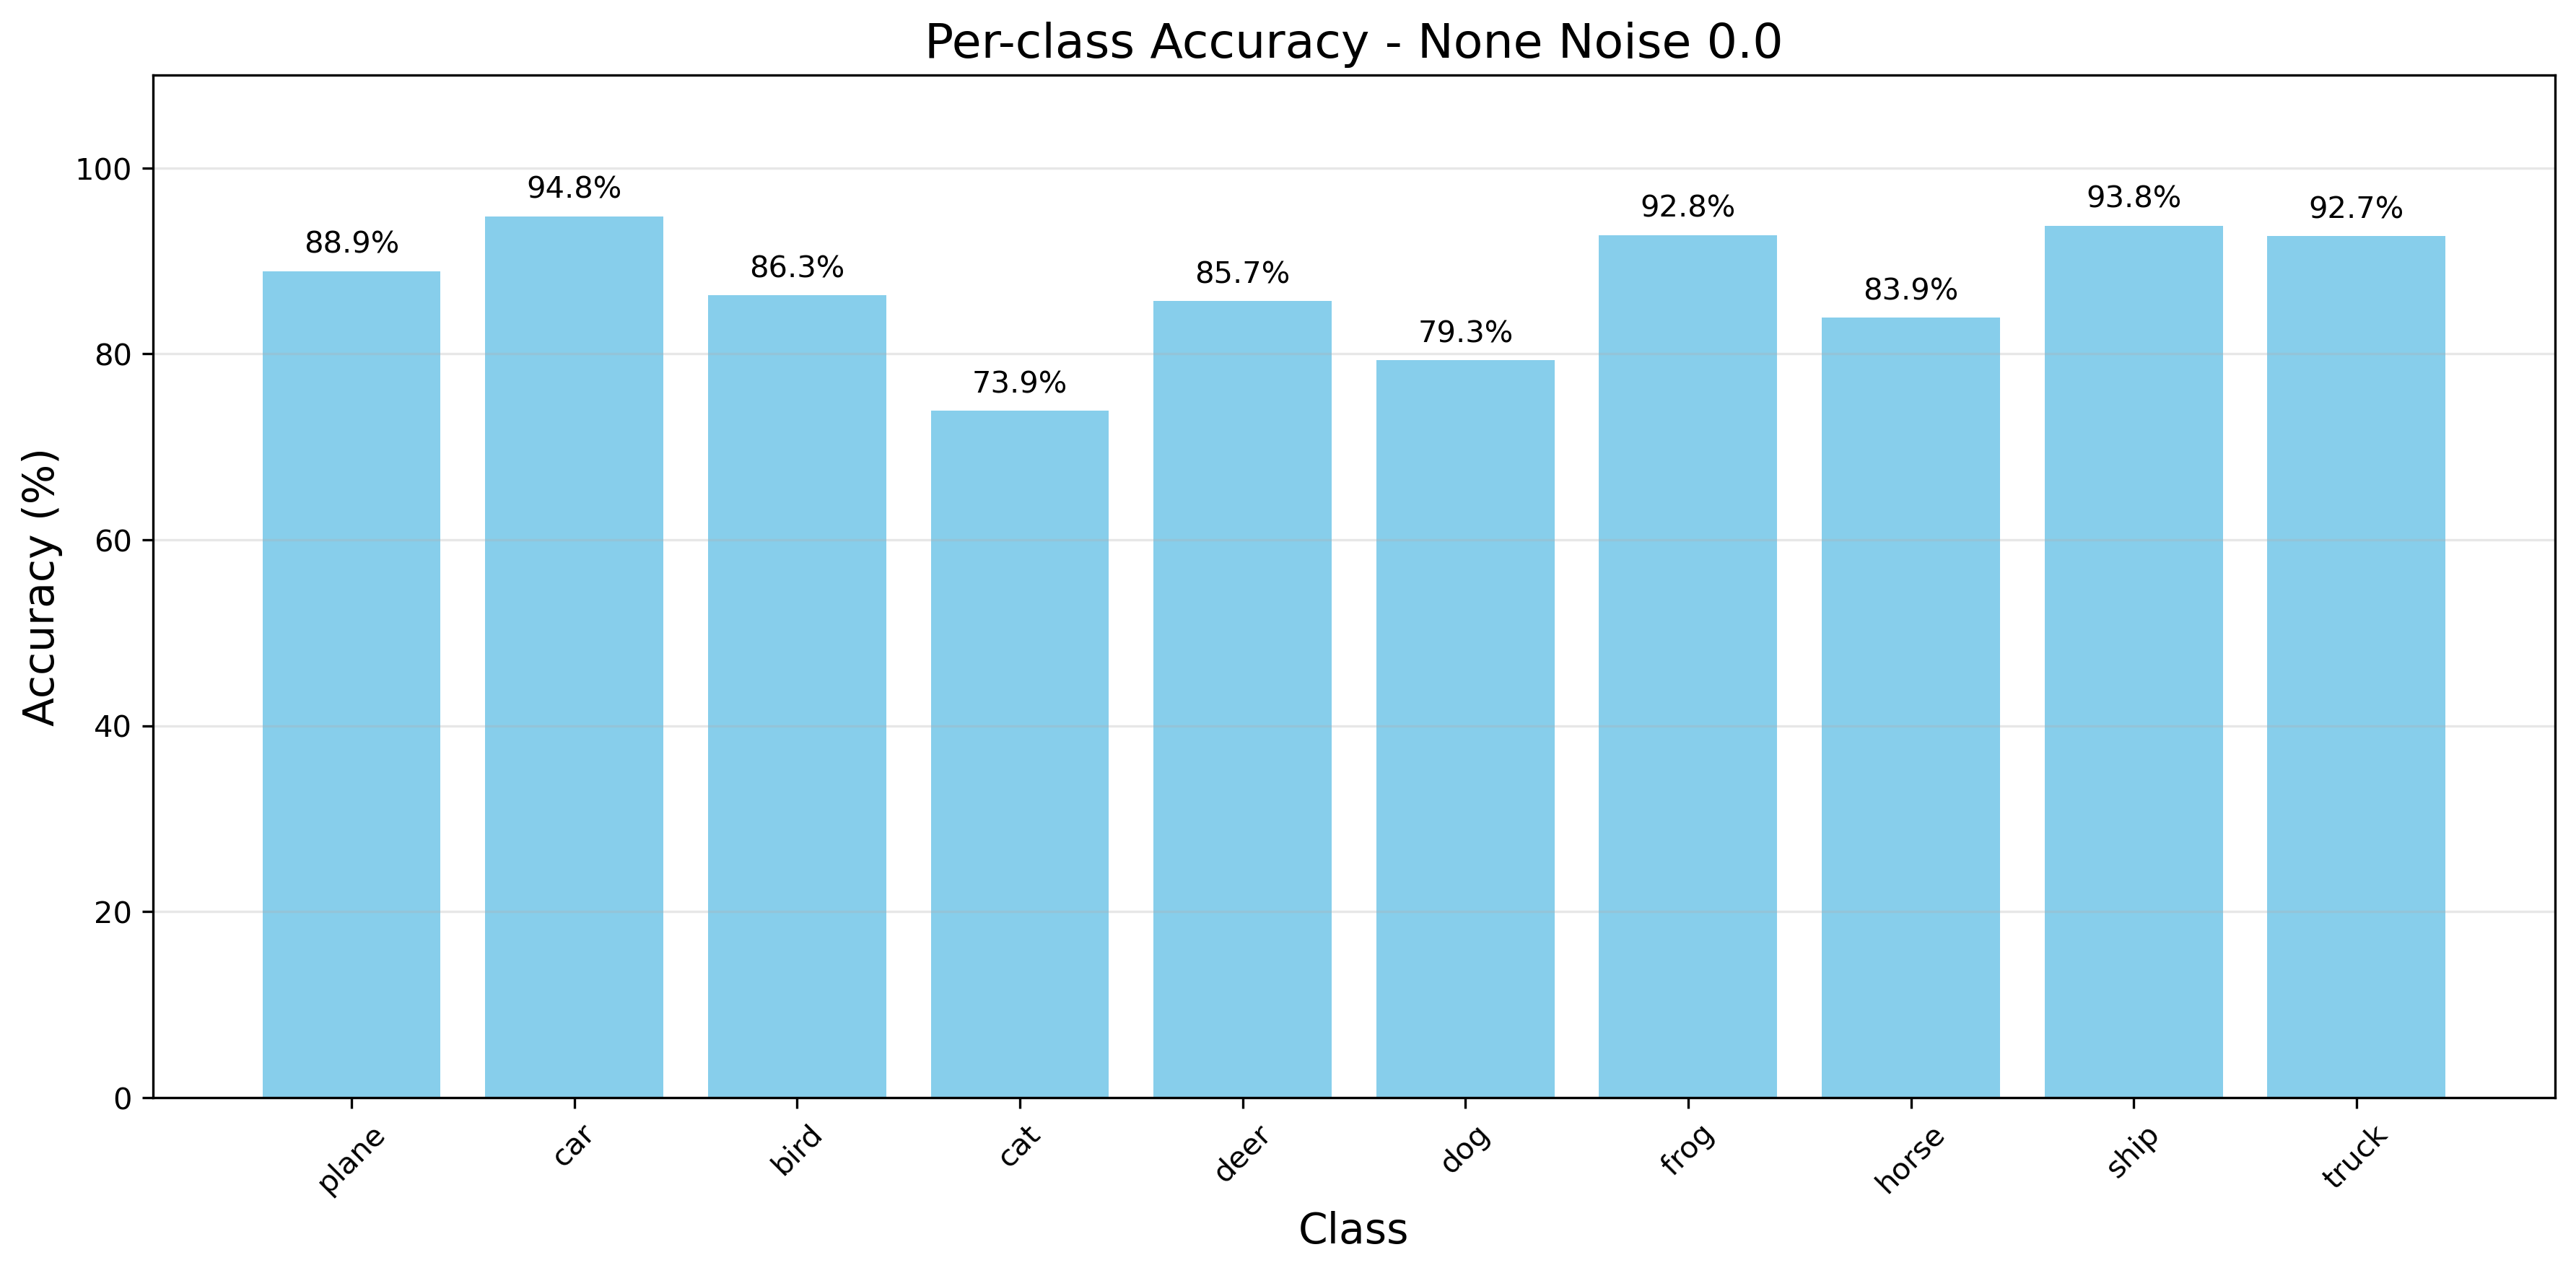 Per-class Accuracy - None Noise 0.0
Accuracy (%)
100
80
60
40
20
0
88.9%
94.8%
86.3%
73.9%
85.7%
79.3%
92.8%
83.9%
93.8%
92.7%
plane
car
bird
cat
deer
dog
frog
horse
ship
truck
Class